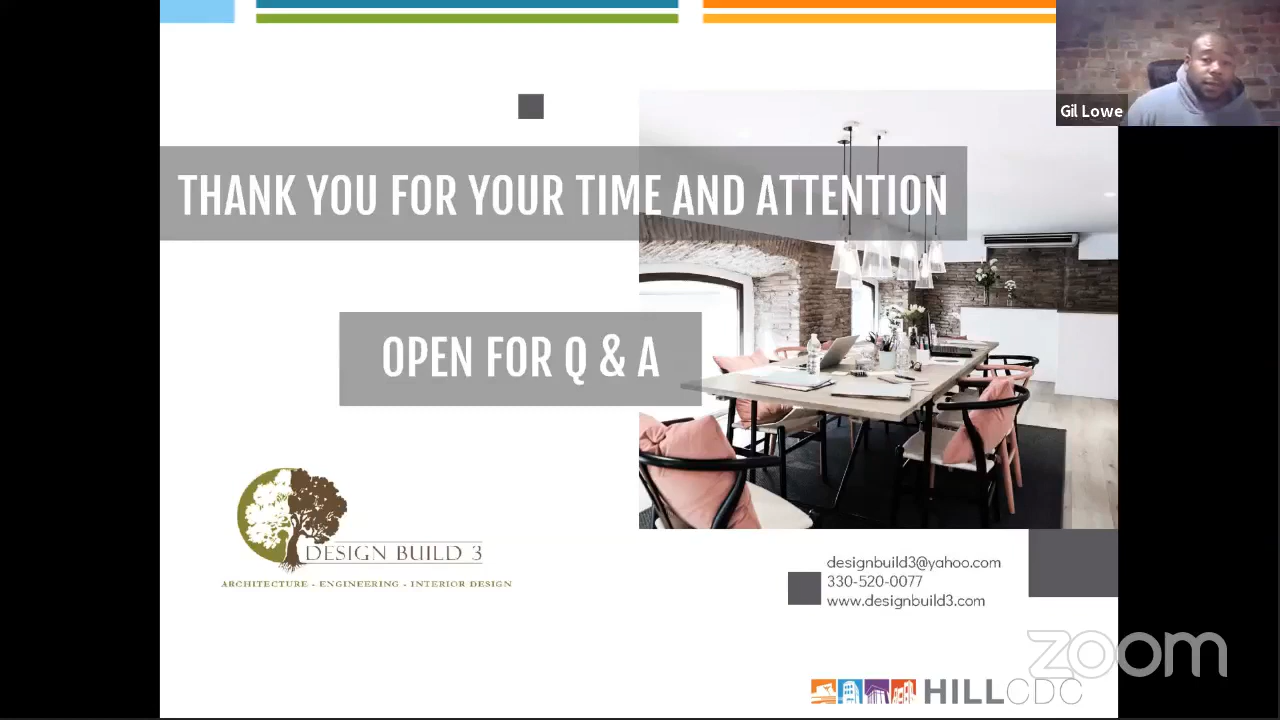 Gil Lowe
THANK YOU FOR YOUR TIME AND ATTENTION
OPEN FOR Q & A
DESIGN BUILD 3
ARCHITECTURE - ENGINEERING - INTERIOR DESIGN
designbuild3@yahoo.com
330-520-0077
www.designbuild3.com
zoom
HILLCDC